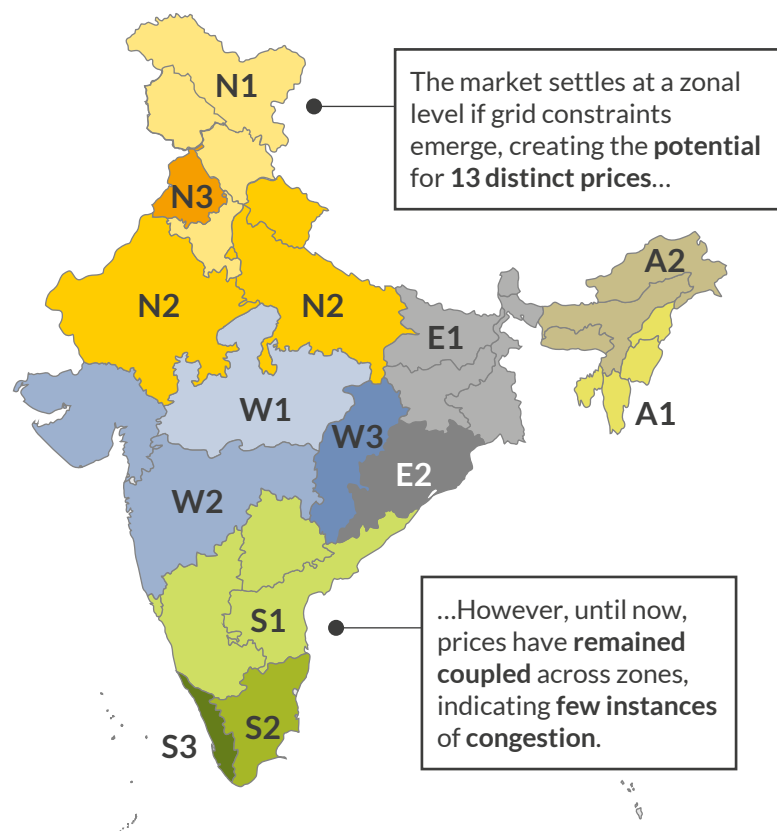 N1
The market settles at a zonal
level if grid constraints
emerge, creating the potential
for 13 distinct prices...
N3
A2
N2
N2
E1
W1
A1
W3
E2
W2
...However, until now,
prices have remained
coupled across zones,
indicating few instances
of congestion.
S1
S2
S3